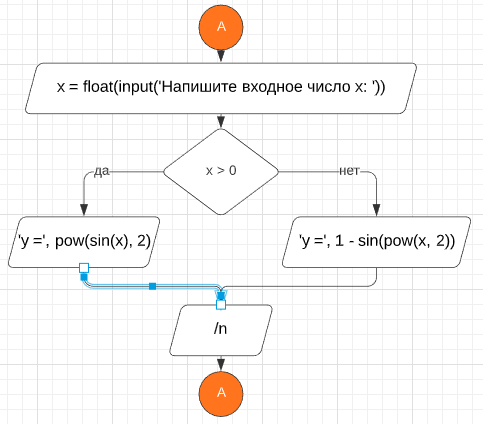 A
x = float(input('Напишите входное число x: '))
да
x > 0
нет
'y =', pow(sin(x), 2)
'y =', 1 - sin(pow(x, 2))
/n
A